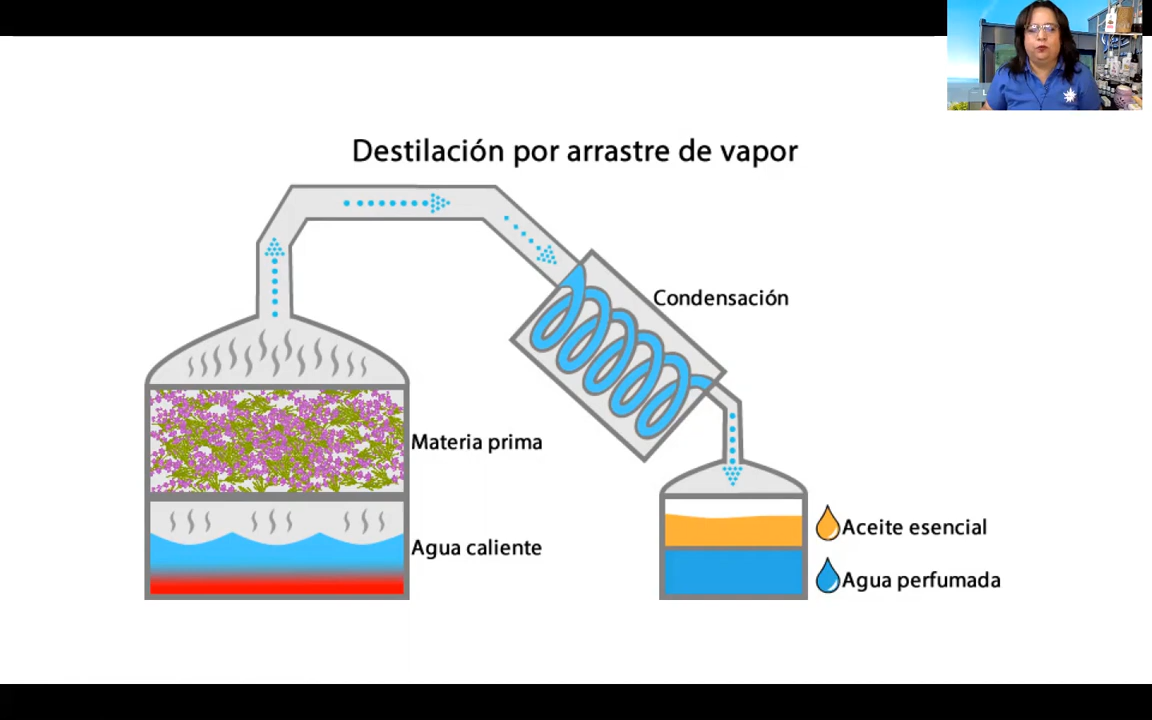 Destilación por arrastre de vapor
Condensación
Materia prima
Agua caliente
Aceite esencial
Agua perfumada